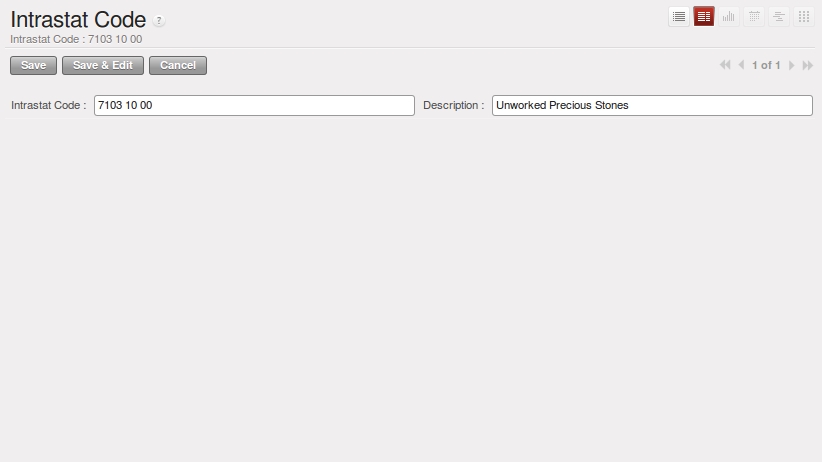 Intrastat Code ?
Intrastat Code : 7103 10 00
Save Save & Edit Cancel 1 of 1
Intrastat Code : 7103 10 00 Description : Unworked Precious Stones